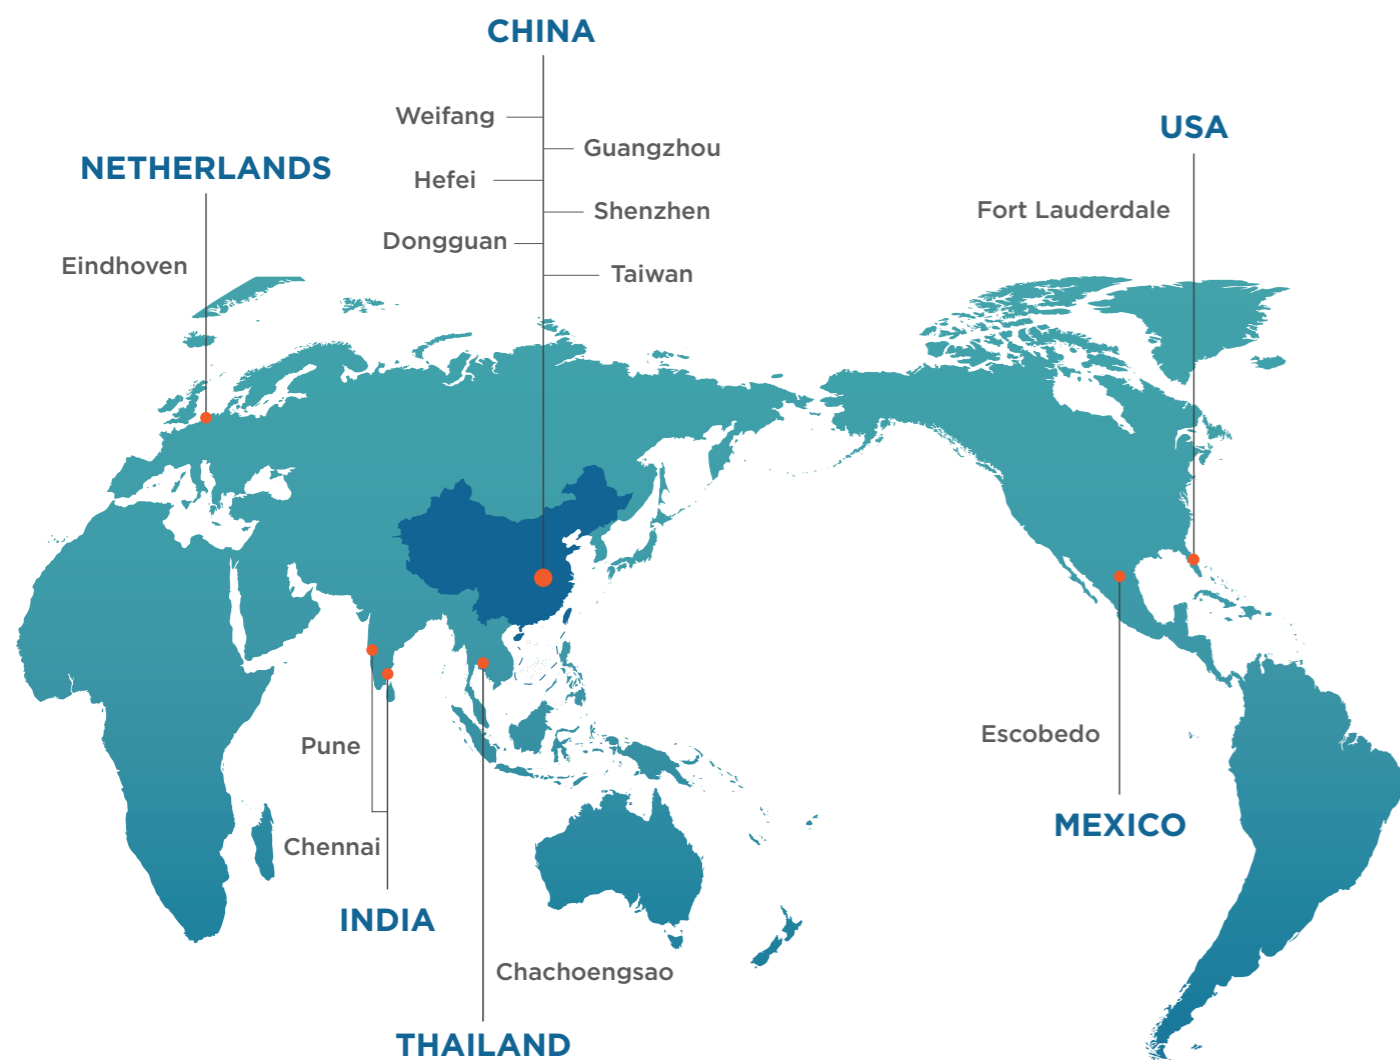 CHINA
Weifang
Guangzhou
Hefei
Shenzhen
Dongguan
Taiwan
NETHERLANDS
Eindhoven
USA
Fort Lauderdale
Pune
Chennai
INDIA
Chachoengsao
THAILAND
Escobedo
MEXICO